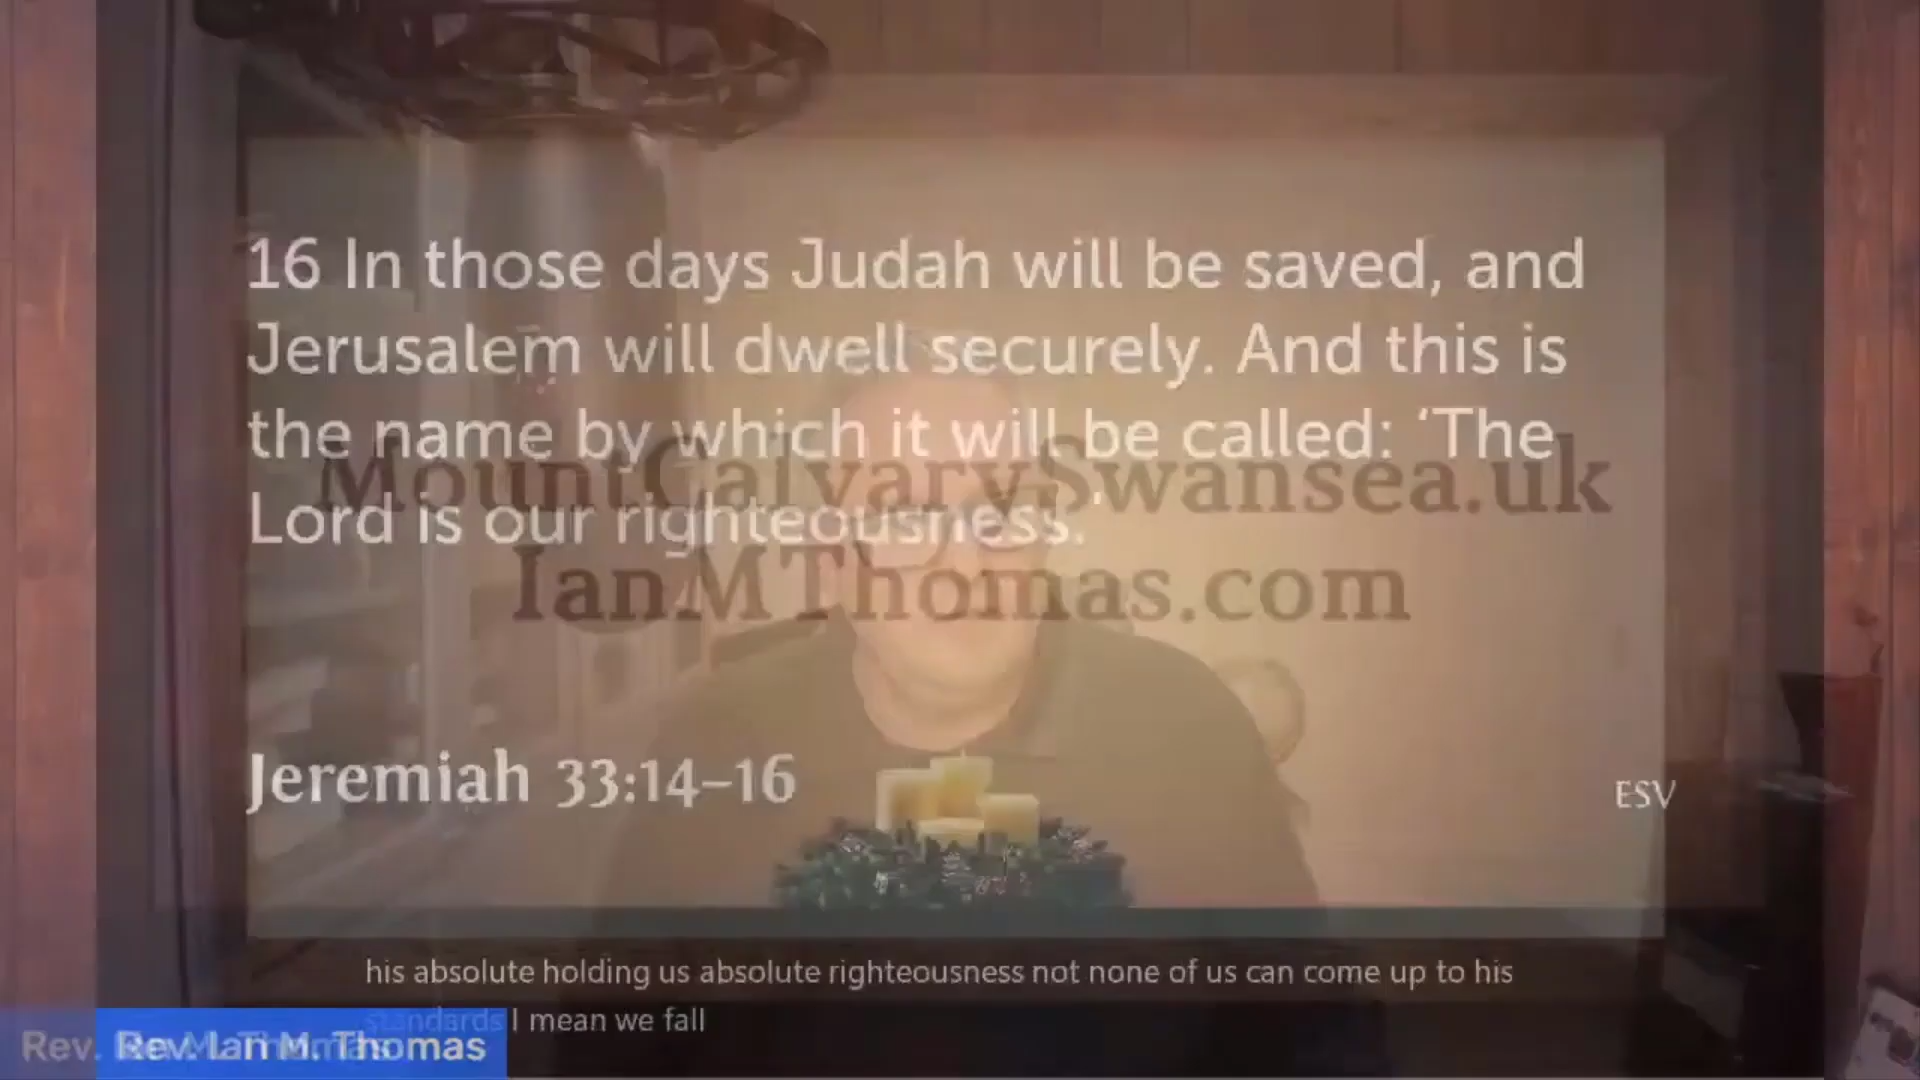 16 In those days Judah will be saved, and
Jerusalem will dwell securely. And this is
the name by which it will be called: ‘The
Lord is our righteousness.’
MountCalvarySwansea.uk
IanMThomas.com
Jeremiah 33:14–16
ESV
his absolute holding us absolute righteousness not none of us can come up to his
standards I mean we fall
Rev. Ian M. Thomas